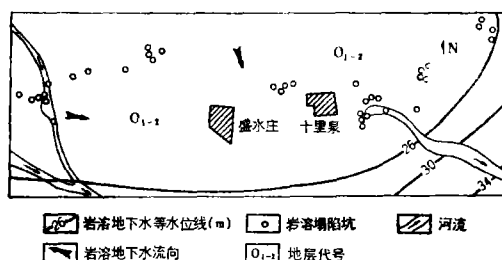 O₁₋₂
N
O₁₋₂
盛水庄
十里泉
26
30
34
岩溶地下水等水位线(m)
岩溶塌陷坑
河流
岩溶地下水流向
O₁₋₁ 地层代号